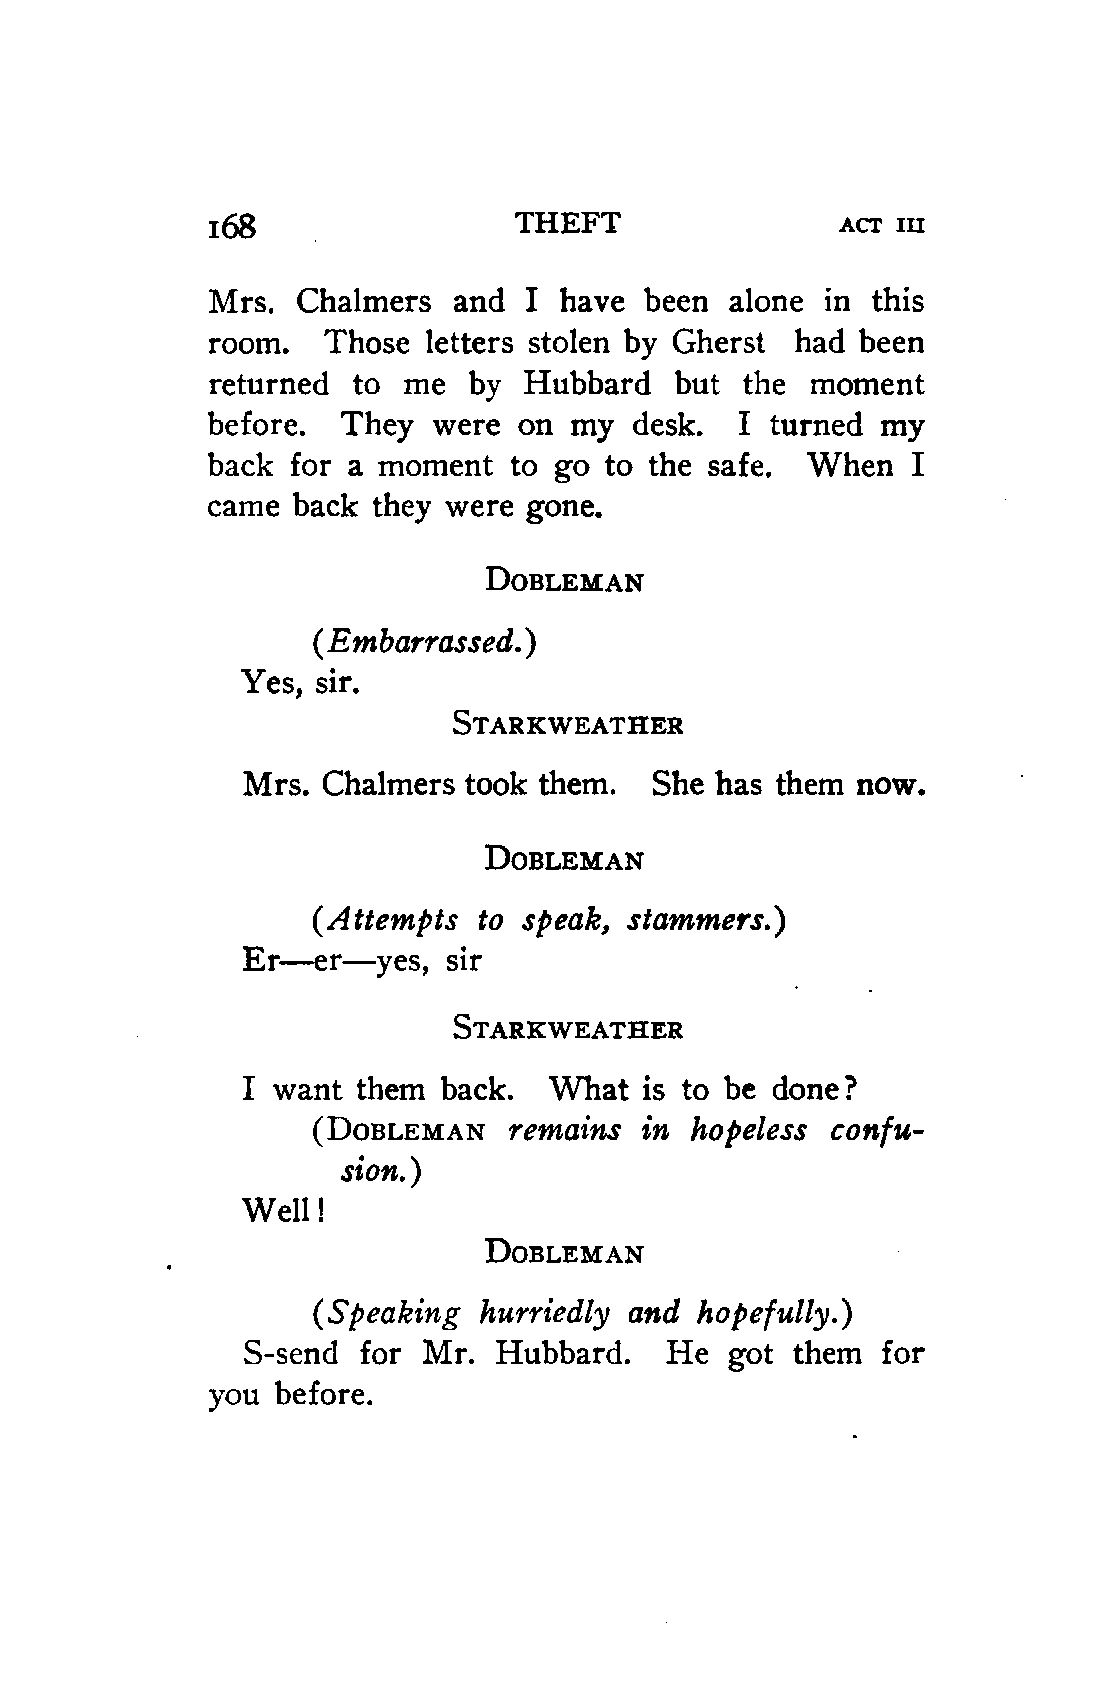 168 THEFT ACT III
Mrs. Chalmers and I have been alone in this
room. Those letters stolen by Gherst had been
returned to me by Hubbard but the moment
before. They were on my desk. I turned my
back for a moment to go to the safe. When I
came back they were gone.
DOBLEMAN
(Embarrassed.)
Yes, sir.
STARKWEATHER
Mrs. Chalmers took them. She has them now.
DOBLEMAN
(Attempts to speak, stammers.)
Er—er—yes, sir
STARKWEATHER
I want them back. What is to be done?
(DOBLEMAN remains in hopeless confu-
sion.)
Well!
DOBLEMAN
(Speaking hurriedly and hopefully.)
S-send for Mr. Hubbard. He got them for
you before.